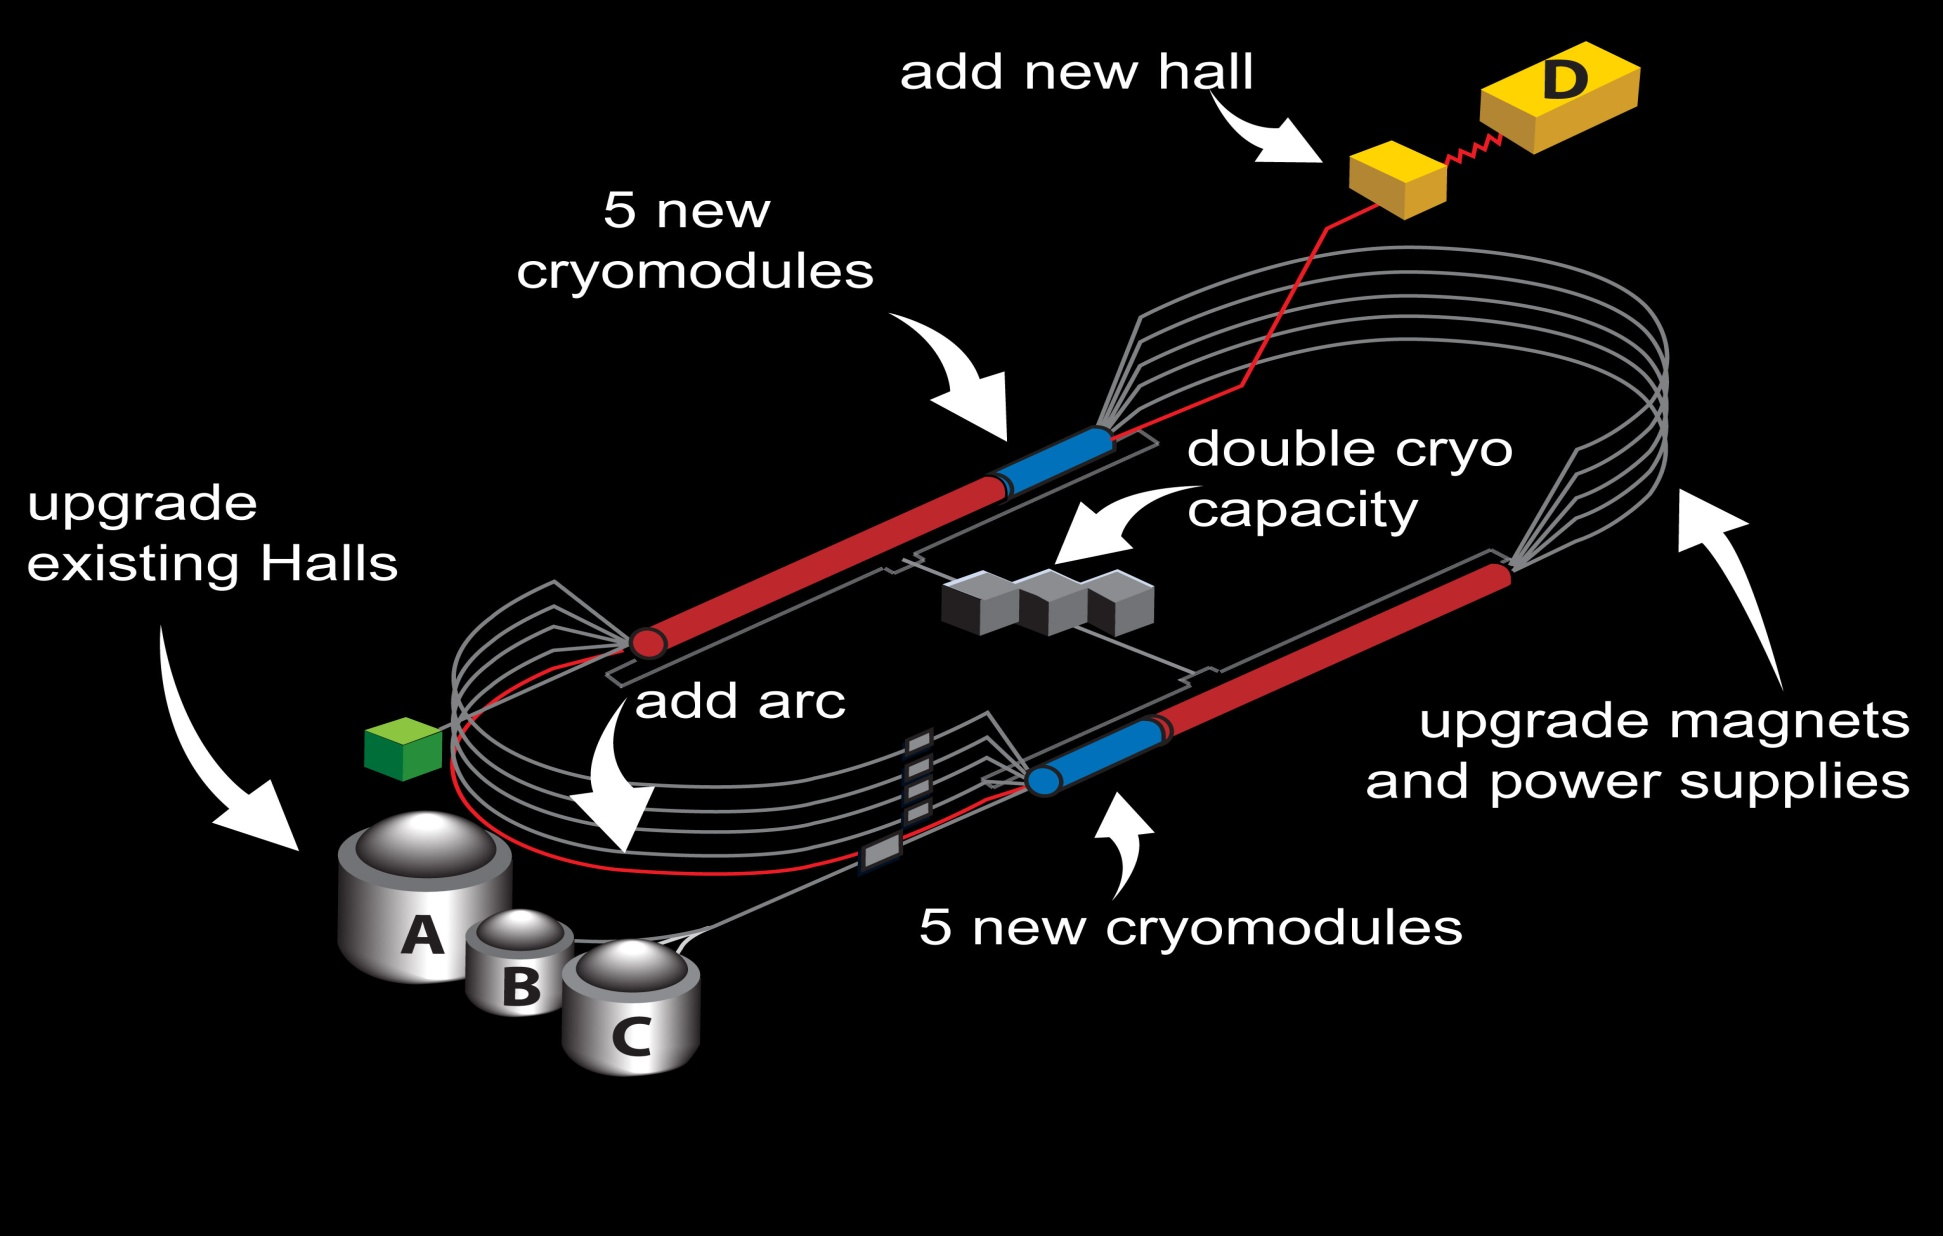 add new hall
D
5 new
cryomodules
double cryo
capacity
upgrade
existing Halls
add arc
upgrade magnets
and power supplies
5 new cryomodules
A
B
C